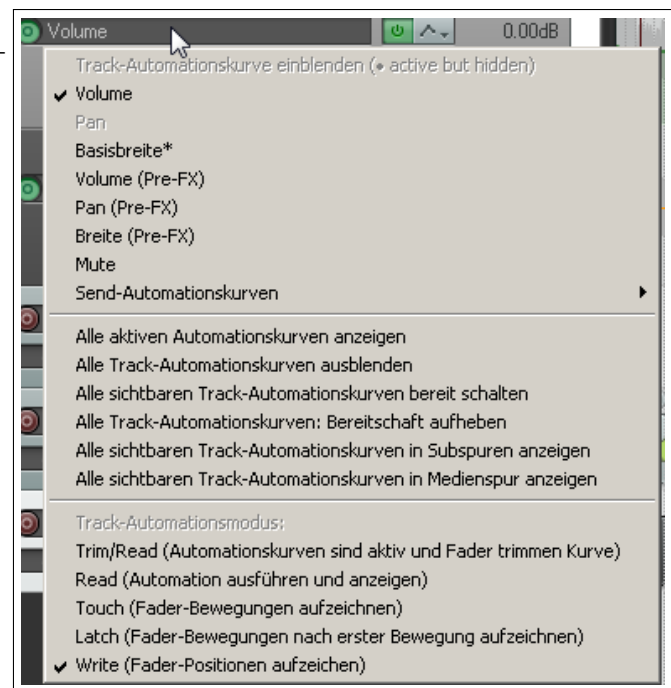 Volume 0.00dB
Track-Automationskurve einblenden (• active but hidden)
Volume
Pan
Basisbreite*
Volume (Pre-FX)
Pan (Pre-FX)
Breite (Pre-FX)
Mute
Send-Automationskurven
Alle aktiven Automationskurven anzeigen
Alle Track-Automationskurven ausblenden
Alle sichtbaren Track-Automationskurven bereit schalten
Alle Track-Automationskurven: Bereitschaft aufheben
Alle sichtbaren Track-Automationskurven in Subspuren anzeigen
Alle sichtbaren Track-Automationskurven in Medienspur anzeigen
Track-Automationsmodus:
Trim/Read (Automationskurven sind aktiv und Fader trimmen Kurve)
Read (Automation ausführen und anzeigen)
Touch (Fader-Bewegungen aufzeichnen)
Latch (Fader-Bewegungen nach erster Bewegung aufzeichnen)
Write (Fader-Positionen aufzeichen)